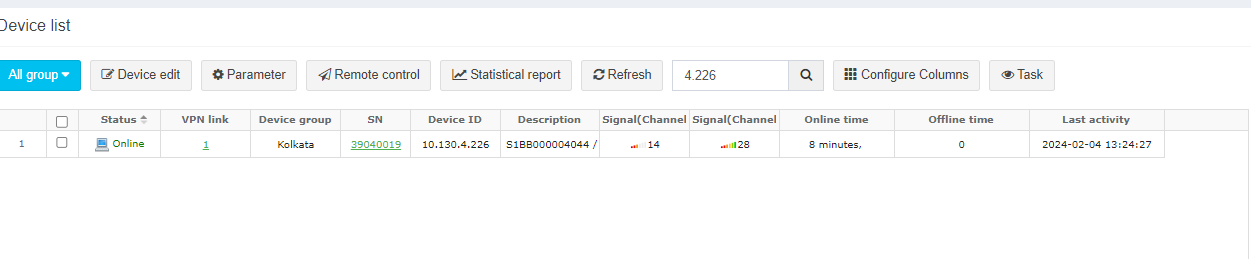 Device list
All group Device edit Parameter Remote control Statistical report Refresh 4.226 Configure Columns Task
Status VPN link Device group SN Device ID Description Signal(Channel Signal(Channel Online time Offline time Last activity
1 Online 1 Kolkata 39040019 10.130.4.226 S1BB000004044 / 14 28 8 minutes, 0 2024-02-04 13:24:27